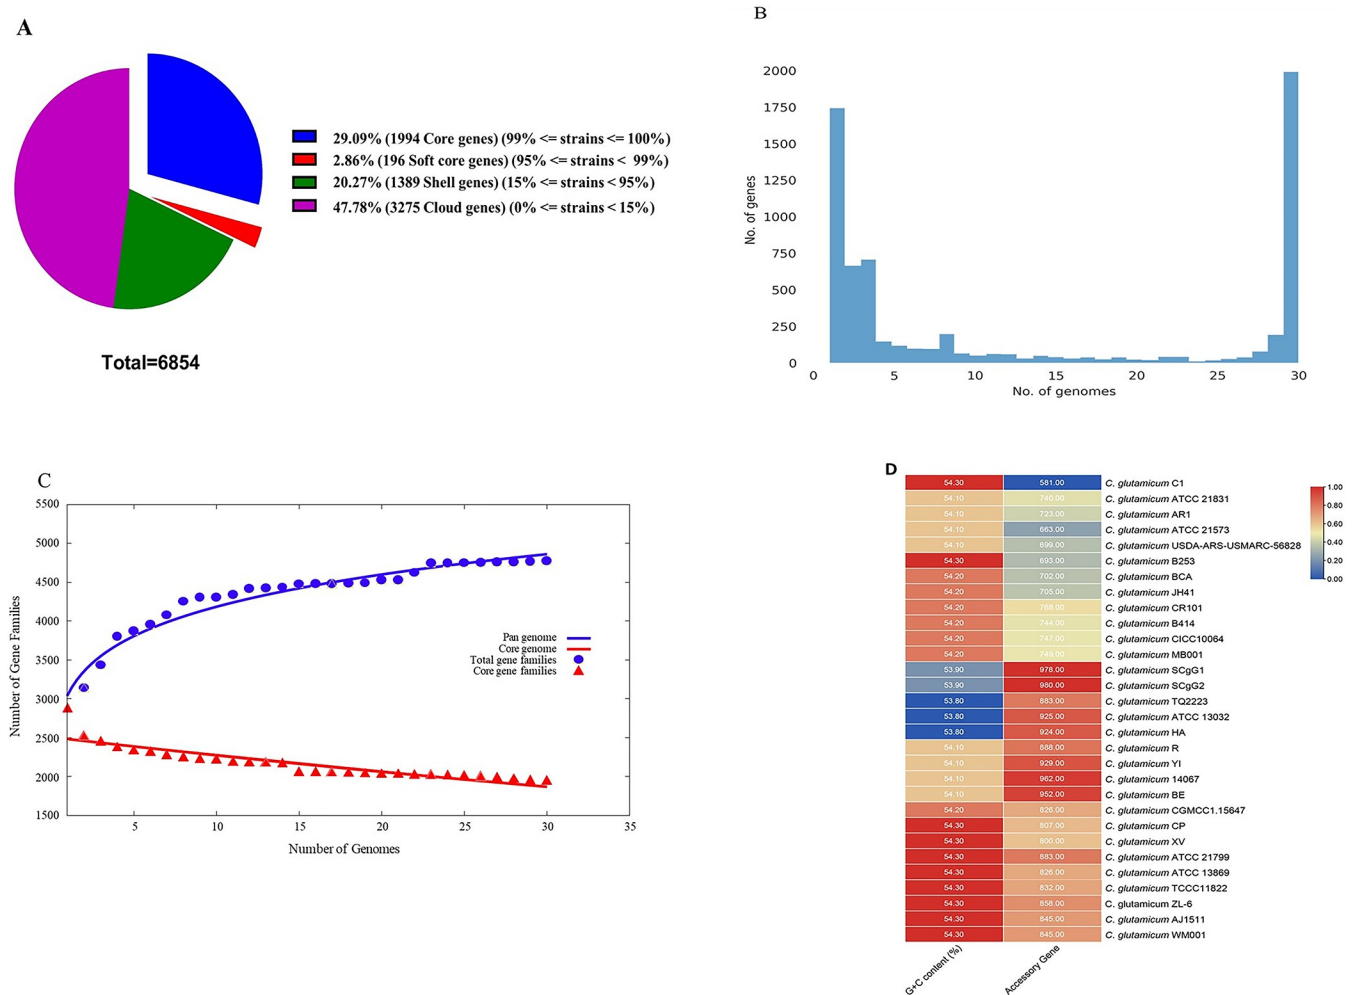 A
29.09% (1994 Core genes) (99% <= strains <= 100%)
2.86% (196 Soft core genes) (95% <= strains < 99%)
20.27% (1389 Shell genes) (15% <= strains < 95%)
47.78% (3275 Cloud genes) (0% <= strains < 15%)
Total=6854
B
2000
1750
1500
1250
1000
750
500
250
0
No. of genes
0 5 10 15 20 25 30
No. of genomes
C
5500
5000
4500
4000
3500
3000
2500
2000
1500
Number of Gene Families
Pan genome
Core genome
Total gene families
Core gene families
5 10 15 20 25 30 35
Number of Genomes
D
54.30 581.00 C. glutamicum C1
54.10 740.00 C. glutamicum ATCC 21831
54.10 723.00 C. glutamicum AR1
54.10 663.00 C. glutamicum ATCC 21573
54.10 699.00 C. glutamicum USDA-ARS-USMARC-56828
54.30 693.00 C. glutamicum B253
54.20 702.00 C. glutamicum BCA
54.20 705.00 C. glutamicum JH41
54.20 768.00 C. glutamicum CR101
54.20 744.00 C. glutamicum B414
54.20 747.00 C. glutamicum CICC10064
54.20 749.00 C. glutamicum MB001
53.90 978.00 C. glutamicum SCgG1
53.90 980.00 C. glutamicum SCgG2
53.80 883.00 C. glutamicum TQ2223
53.80 925.00 C. glutamicum ATCC 13032
53.80 924.00 C. glutamicum HA
54.10 888.00 C. glutamicum R
54.10 929.00 C. glutamicum YI
54.10 962.00 C. glutamicum 14067
54.10 952.00 C. glutamicum BE
54.20 826.00 C. glutamicum CGMCC1.15647
54.30 807.00 C. glutamicum CP
54.30 800.00 C. glutamicum XV
54.30 883.00 C. glutamicum ATCC 21799
54.30 826.00 C. glutamicum ATCC 13869
54.30 832.00 C. glutamicum TCCC11822
54.30 858.00 C. glutamicum ZL-6
54.30 845.00 C. glutamicum AJ1511
54.30 845.00 C. glutamicum WM001
G+C content (%)
Accessory Gene
1.00
0.80
0.60
0.40
0.20
0.00